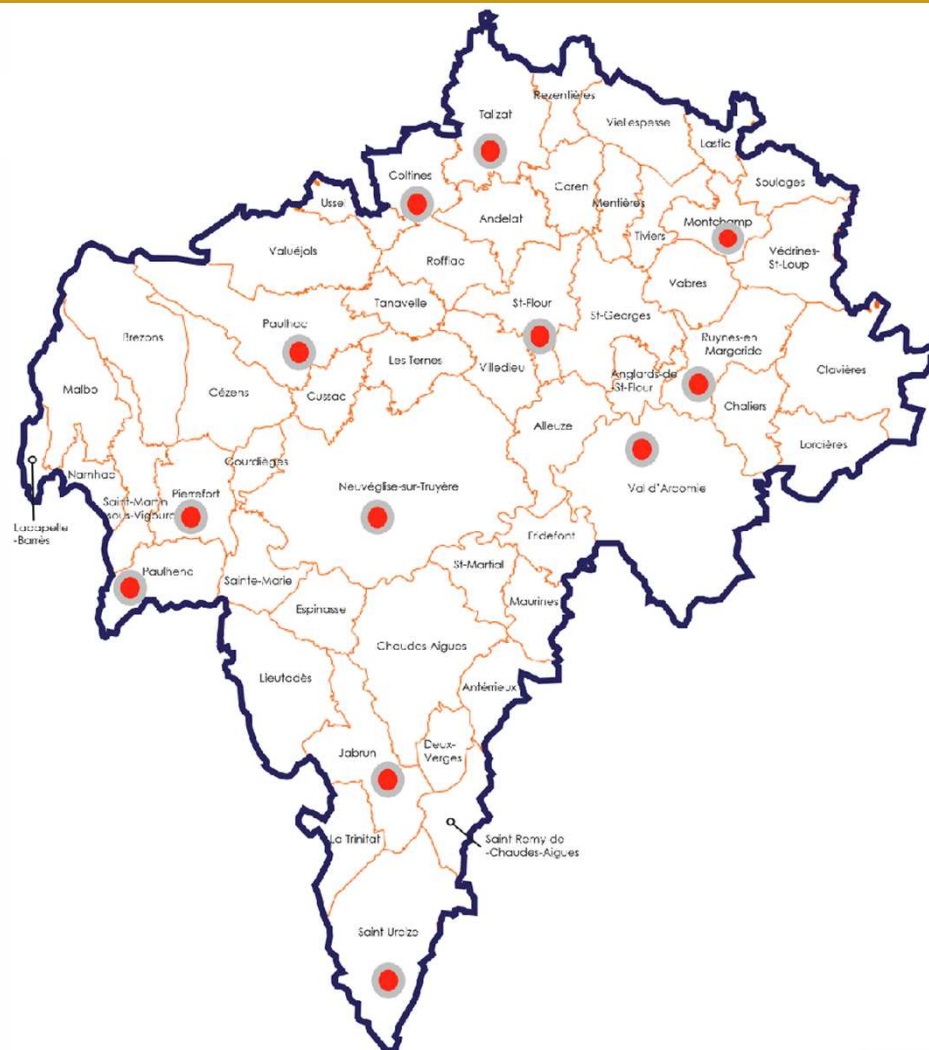 Rezentières
Talizat
Vieillespesse
Lastic
Coltines
Soulages
Ussel
Coren
Mentières
Andelat
Montchamp
Tiviers
Valuéjols
Védrines-
St-Loup
Roffiac
Vabres
Tanavelle
St-Flour
St-Georges
Paulhac
Brezons
Ruynes-en
Margeride
Les Ternes
Villedieu
Clavières
Anglards-de
-St-Flour
Malbo
Cézens
Cussac
Chaliers
Alleuze
Lorcières
Gourdièges
Narnhac
Neuvéglise-sur-Truyère
Val d'Arcomie
Pierrefort
Saint-Martin
sous-Vigouro
Lacapelle
-Barrès
Fridefont
St-Martial
Paulhenc
Sainte-Marie
Maurines
Espinasse
Chaudes Aigues
Lieutadès
Antérrieux
Jabrun
Deux-
Verges
La Trinitat
Saint Remy de
-Chaudes-Aigues
Saint Urcize